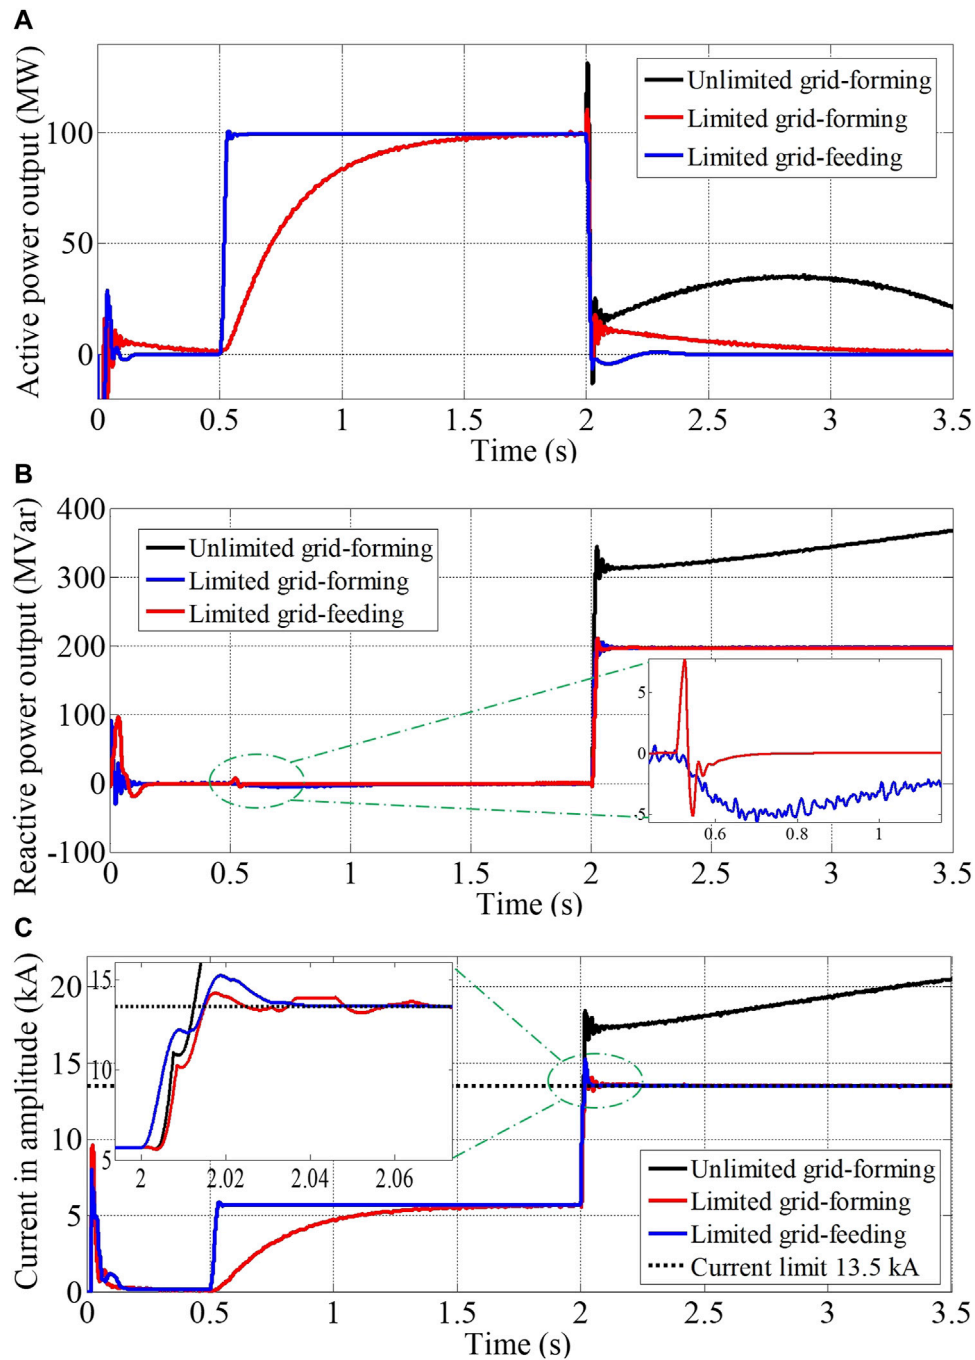 A
Active power output (MW)
100
50
0
Unlimited grid-forming
Limited grid-forming
Limited grid-feeding
0 0.5 1 1.5 2 2.5 3 3.5
Time (s)
B
Reactive power output (MVar)
400
300
200
100
0
-100
Unlimited grid-forming
Limited grid-forming
Limited grid-feeding
5
0
-5
0.6 0.8 1
0 0.5 1 1.5 2 2.5 3 3.5
Time (s)
C
Current in amplitude (kA)
20
15
10
5
0
15
10
5
2 2.02 2.04 2.06
Unlimited grid-forming
Limited grid-forming
Limited grid-feeding
Current limit 13.5 kA
0 0.5 1 1.5 2 2.5 3 3.5
Time (s)